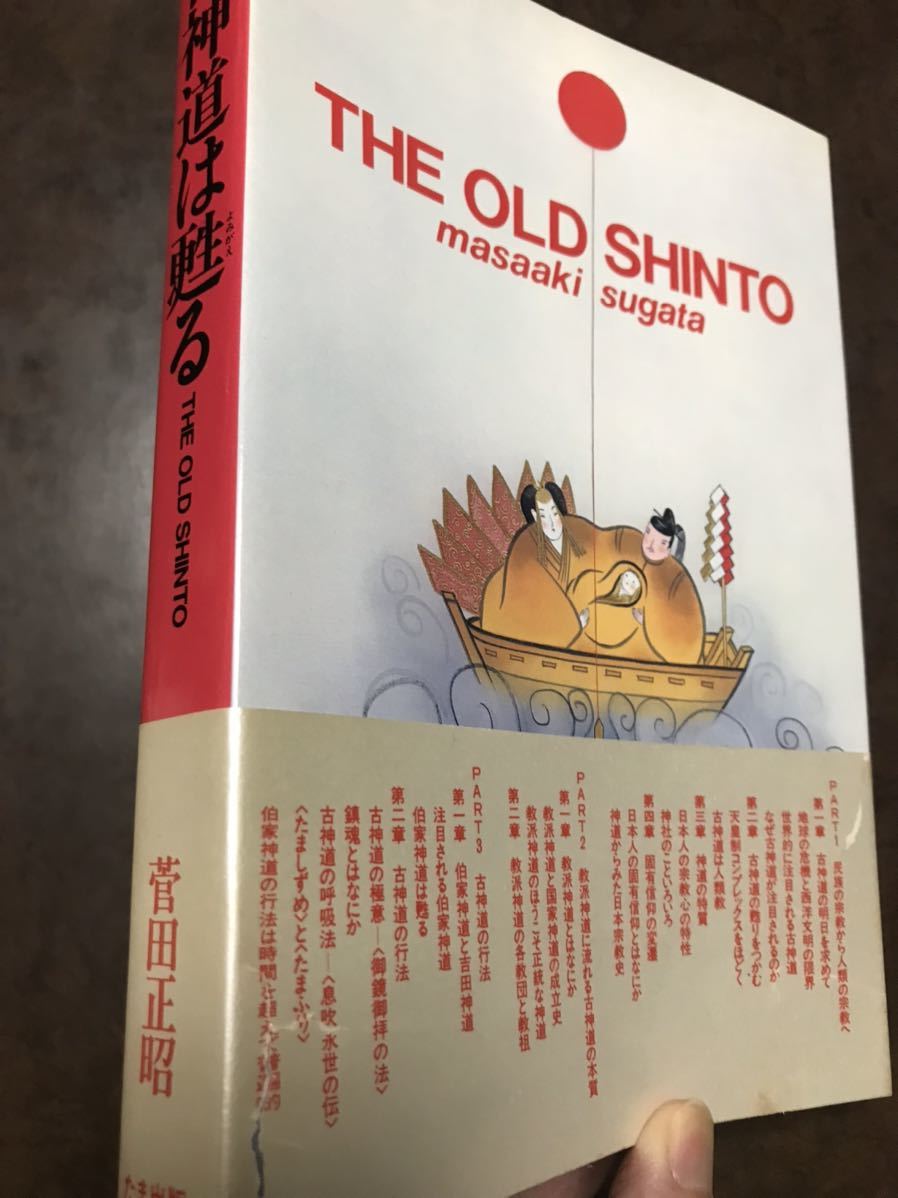 神道は甦る
よみがえ
THE OLD SHINTO
菅田正昭
THE OLD SHINTO
masaaki sugata
PART1 民族の宗教から人類の宗教へ
第一章 古神道の明日を求めて
地球の危機と西洋文明の限界
世界的に注目される古神道
なぜ古神道が注目されるのか
第二章 古神道の甦りをつかむ
天皇制コンプレックスをほどく
古神道は人類教
第三章 神道の特質
日本人の宗教心の特性
神社のこといろいろ
第四章 固有信仰の変遷
日本人の固有信仰とはなにか
神道からみた日本宗教史
PART2 教派神道に流れる古神道の本質
第一章 教派神道とはなにか
教派神道と国家神道の成立史
教派神道のほうこそ正統な神道
第二章 教派神道の各教団と教祖
PART3 古神道の行法
第一章 伯家神道と吉田神道
注目される伯家神道
伯家神道は甦る
第二章 古神道の行法
古神道の極意―〈御鏡御拝の法〉
鎮魂とはなにか
古神道の呼吸法―〈息吹永世の伝〉
〈たましずめ〉と〈たまふり〉
伯家神道の行法は時間